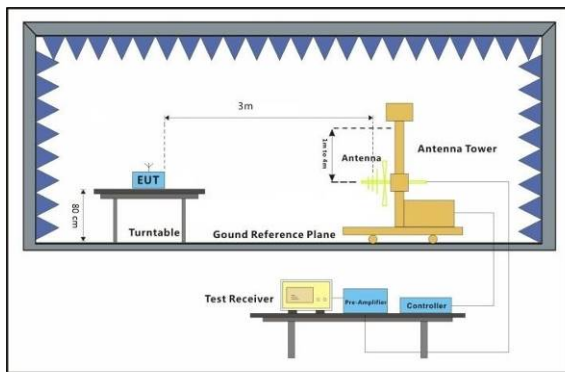 3m
1m to 4m
Antenna
Antenna Tower
EUT
80 cm
Turntable
Gound Reference Plane
Test Receiver
Pre-Amplifier
Controller